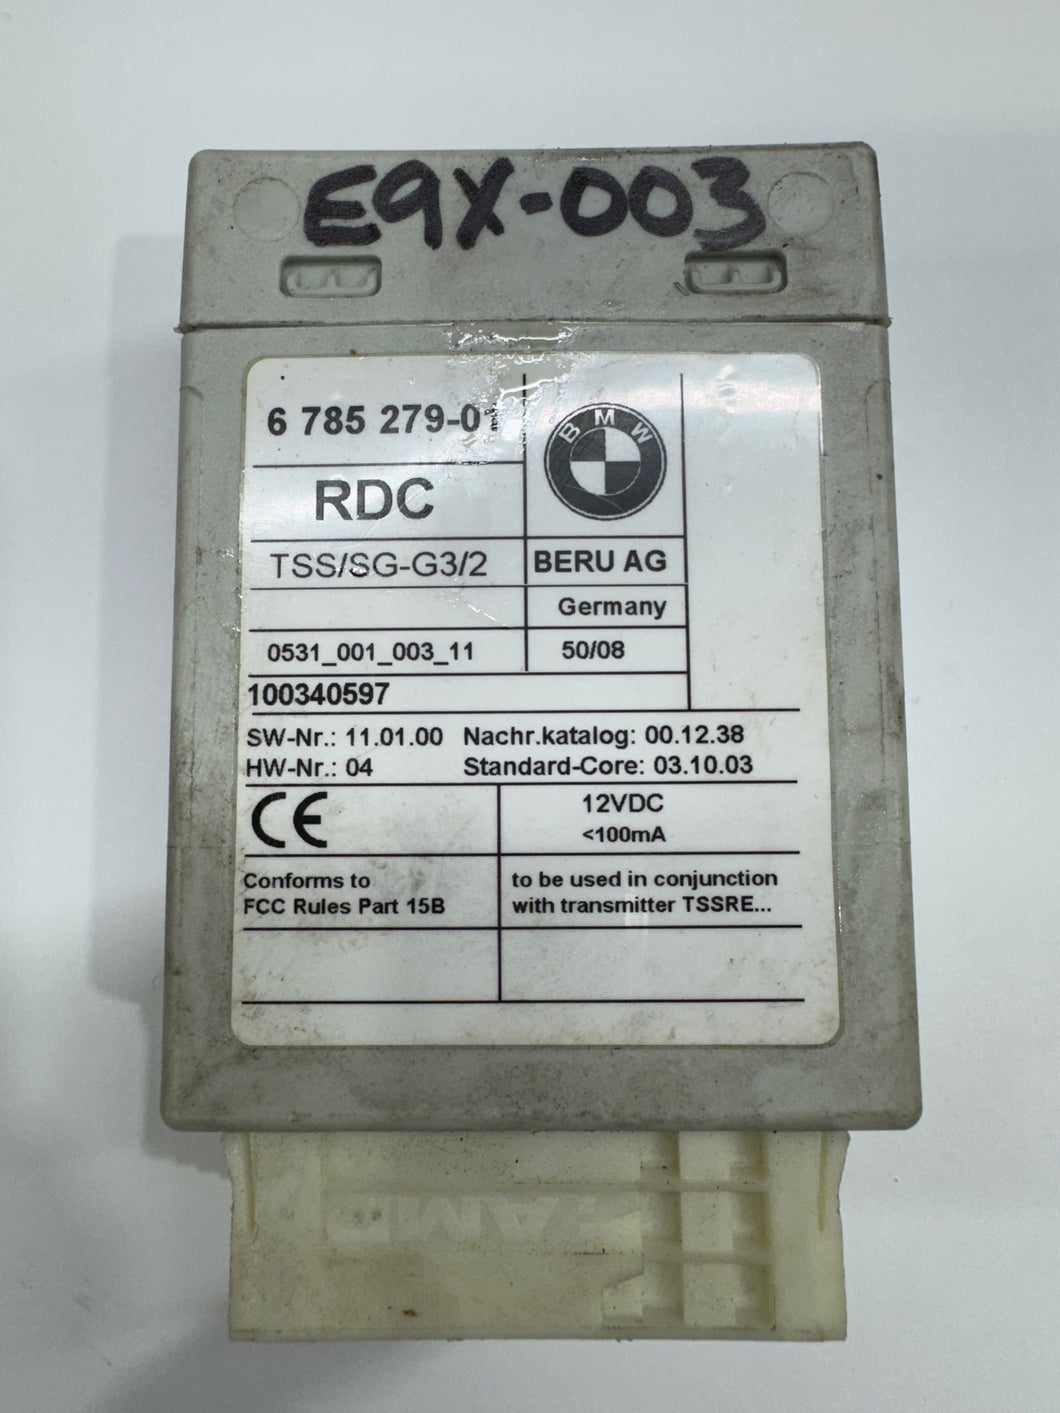 E9X-003
6 785 279-01
BMW
RDC
TSS/SG-G3/2
BERU AG
Germany
0531_001_003_11
50/08
100340597
SW-Nr.: 11.01.00 Nachr.katalog: 00.12.38
HW-Nr.: 04 Standard-Core: 03.10.03
CE
12VDC
<100mA
Conforms to
FCC Rules Part 15B
to be used in conjunction
with transmitter TSSRE...
AMP